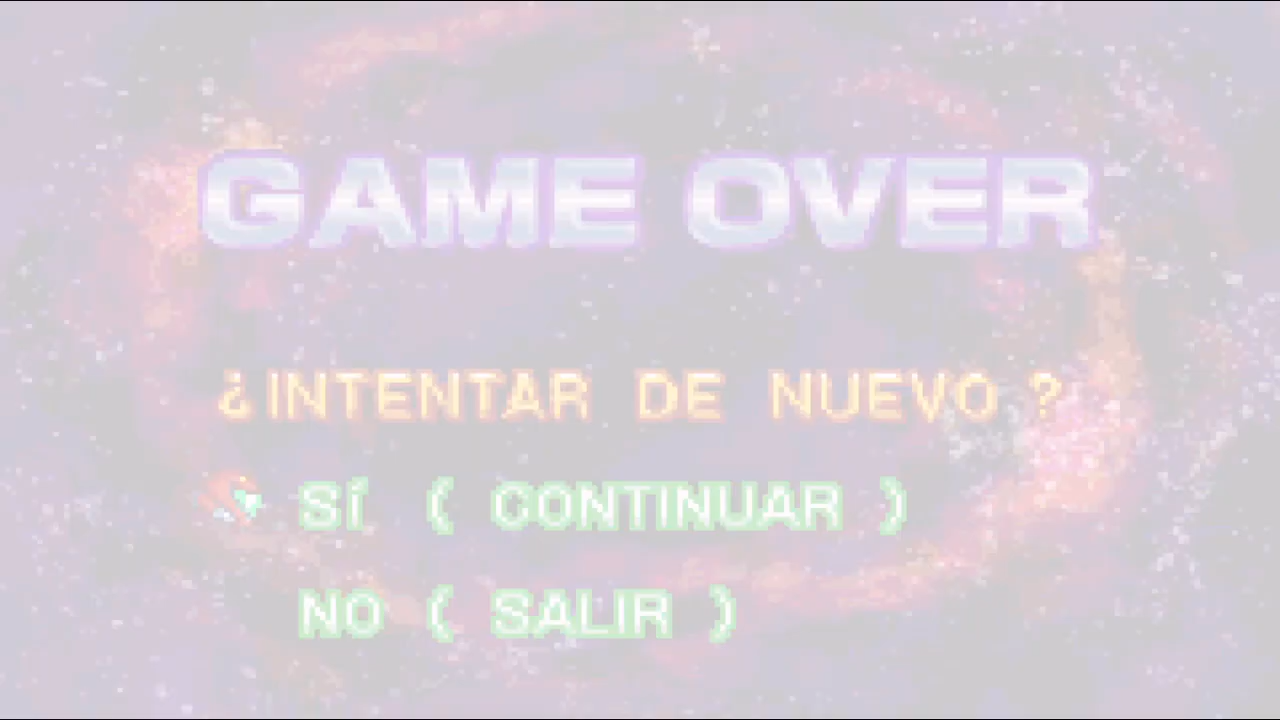 GAME OVER
¿INTENTAR DE NUEVO ?
Sí ( CONTINUAR )
NO ( SALIR )